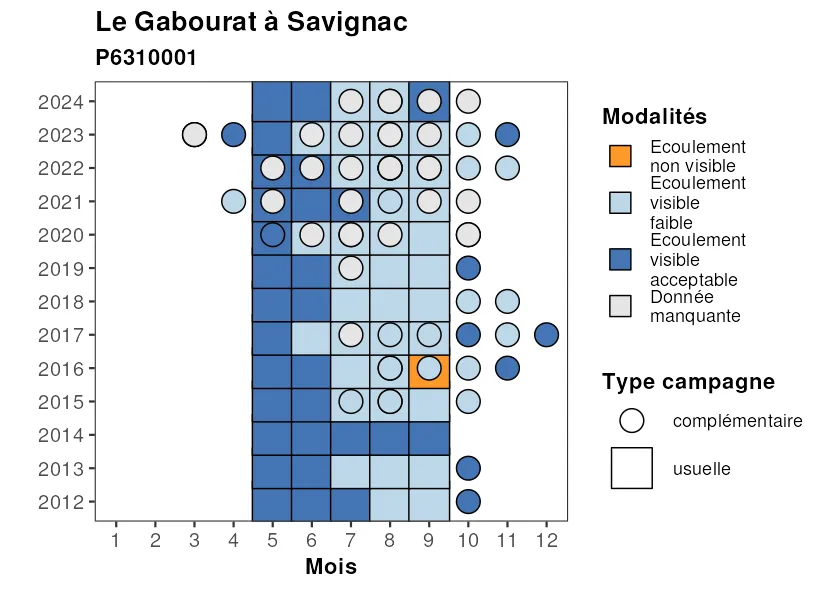 Le Gabourat à Savignac
P6310001
2024
2023
2022
2021
2020
2019
2018
2017
2016
2015
2014
2013
2012
1 2 3 4 5 6 7 8 9 10 11 12
Mois
Modalités
Ecoulement
non visible
Ecoulement
visible
faible
Ecoulement
visible
acceptable
Donnée
manquante
Type campagne
complémentaire
usuelle